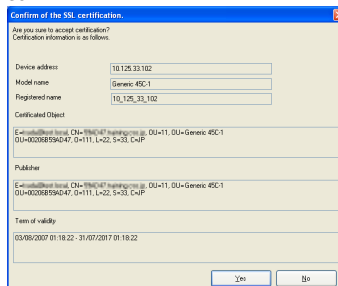 Confirm of the SSL certification.
Are you sure to accept certification?
Certification information is as follows.
Device address
10.125.33.102
Model name
Generic 45C-1
Registered name
10_125_33_102
Certificated Object
E= CN= OU=11, OU=Generic 45C-1
OU=00206B59AD47, O=111, L=22, S=33, C=JP
Publisher
E= CN= OU=11, OU=Generic 45C-1
OU=00206B59AD47, O=111, L=22, S=33, C=JP
Term of validity
03/08/2007 01:18:22 - 31/07/2017 01:18:22
Yes
No